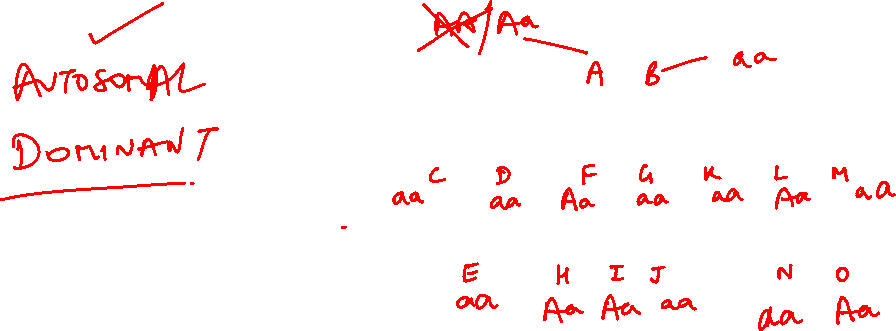 AA/Aa
A B aa
AUTOSOMAL
DOMINANT
C D F G K L M
aa aa Aa aa aa Aa aa
E H I J N O
aa Aa Aa aa aa Aa